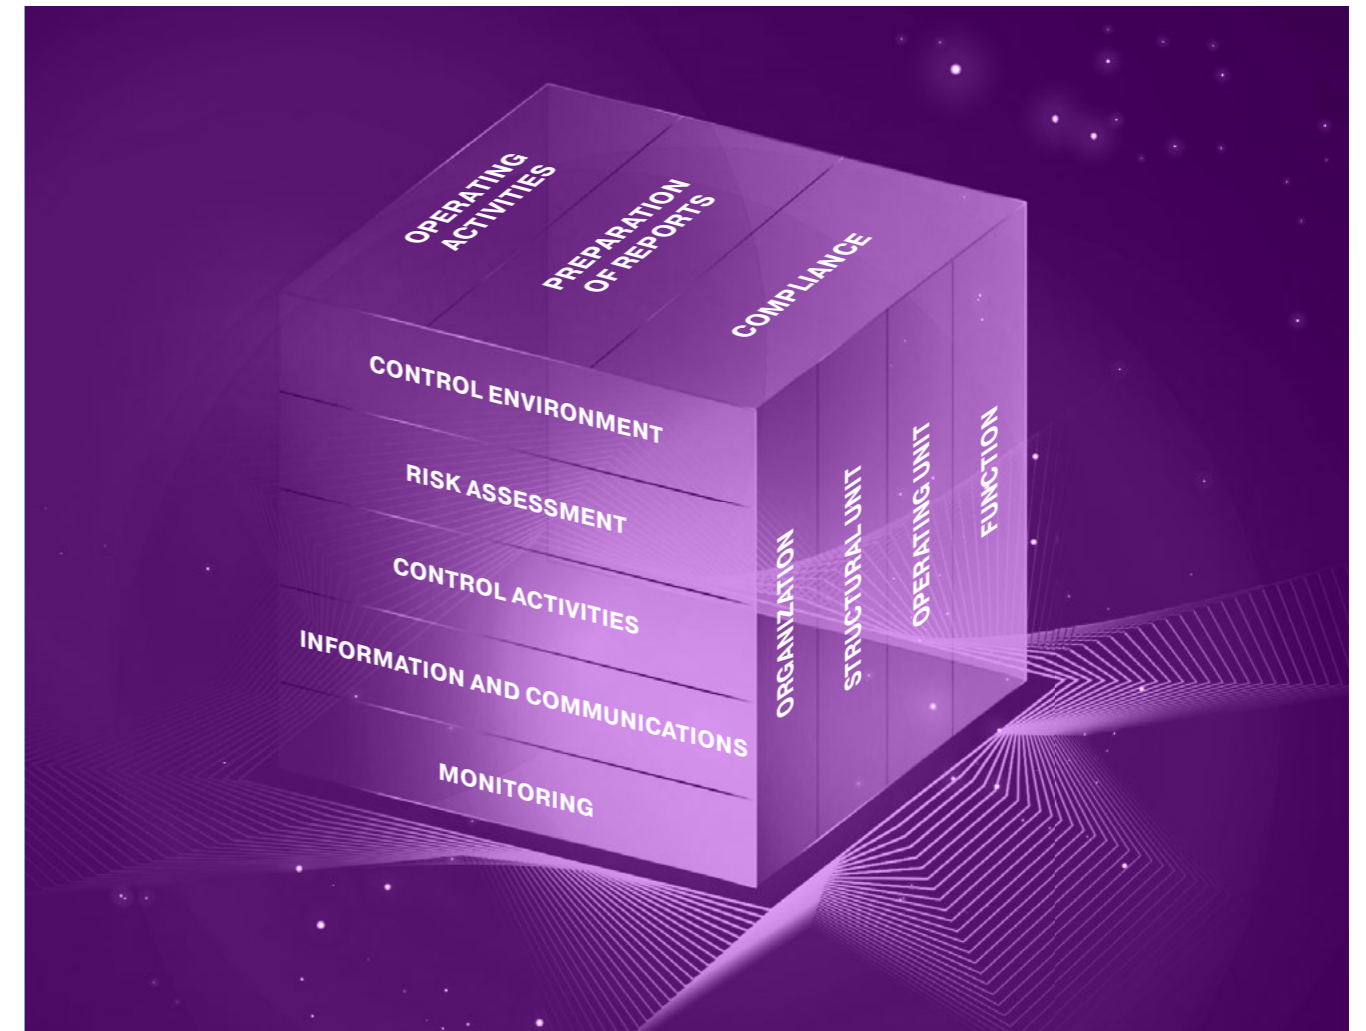 OPERATING
ACTIVITIES
PREPARATION
OF REPORTS
COMPLIANCE
CONTROL ENVIRONMENT
RISK ASSESSMENT
CONTROL ACTIVITIES
INFORMATION AND COMMUNICATIONS
MONITORING
ORGANIZATION
STRUCTURAL UNIT
OPERATING UNIT
FUNCTION